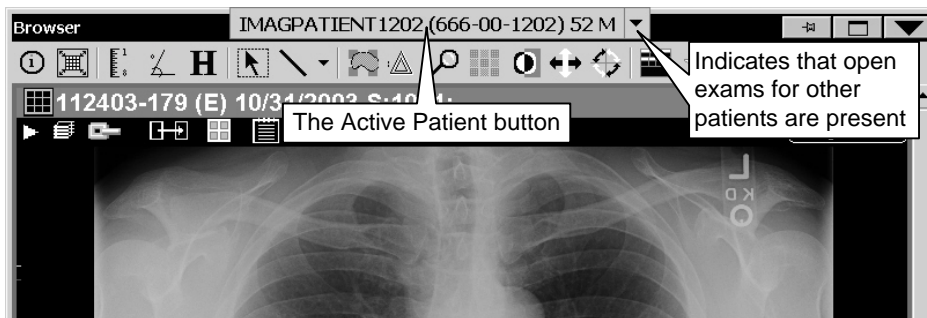 Browser
IMAGPATIENT1202 (666-00-1202) 52 M
H
Indicates that open
exams for other
patients are present
112403-179 (E) 10/31/2003
The Active Patient button
L
K D
Q